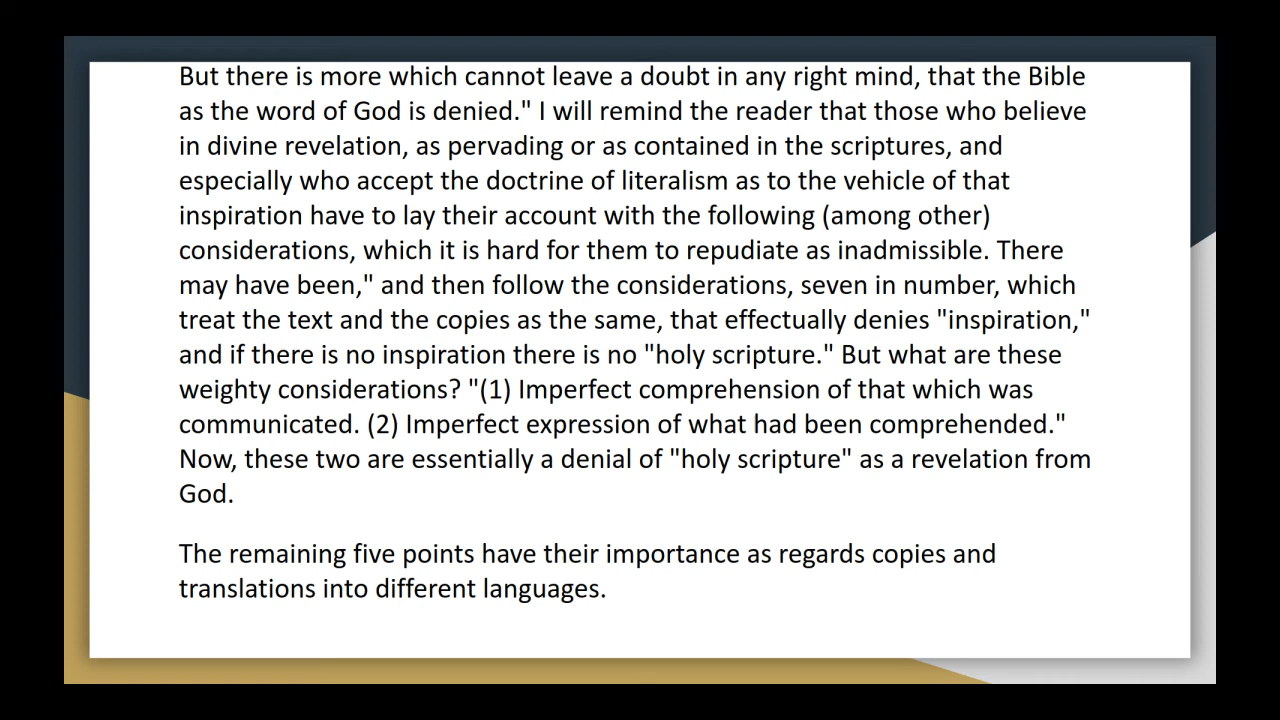 But there is more which cannot leave a doubt in any right mind, that the Bible
as the word of God is denied." I will remind the reader that those who believe
in divine revelation, as pervading or as contained in the scriptures, and
especially who accept the doctrine of literalism as to the vehicle of that
inspiration have to lay their account with the following (among other)
considerations, which it is hard for them to repudiate as inadmissible. There
may have been," and then follow the considerations, seven in number, which
treat the text and the copies as the same, that effectually denies "inspiration,"
and if there is no inspiration there is no "holy scripture." But what are these
weighty considerations? "(1) Imperfect comprehension of that which was
communicated. (2) Imperfect expression of what had been comprehended."
Now, these two are essentially a denial of "holy scripture" as a revelation from
God.
The remaining five points have their importance as regards copies and
translations into different languages.